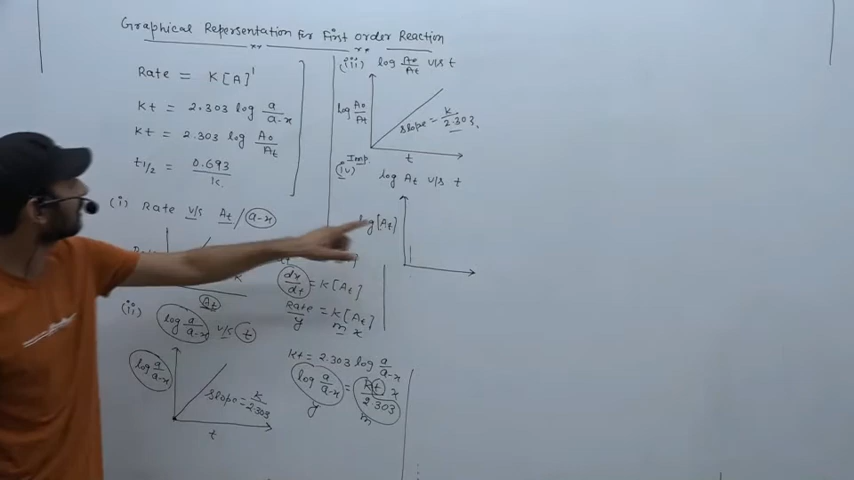 Graphical Repersentation for First order Reaction
Rate = K[A]¹
Kt = 2.303 log a/a-x
Kt = 2.303 log A₀/At
t1/2 = 0.693/K
(i) Rate v/s At / (a-x)
At
dx/dt = K[At]
Rate = K[At]
y m x
(ii) log a/a-x v/s t
log a/a-x
slope = K/2.303
t
Kt = 2.303 log a/a-x
log a/a-x = Kt/2.303 x
y m
(iii) log A₀/At v/s t
log A₀/At
slope = K/2.303
t
Imp.
(iv) log At v/s t
log[At]